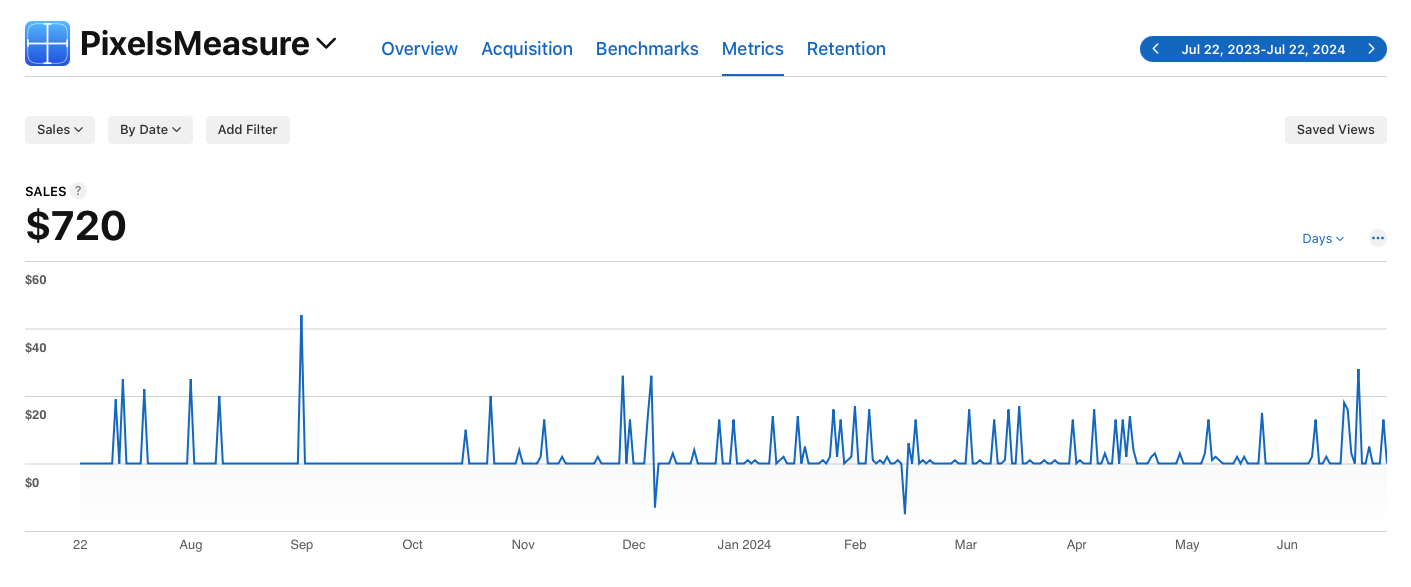 PixelsMeasure
Overview Acquisition Benchmarks Metrics Retention
Jul 22, 2023-Jul 22, 2024
Sales By Date Add Filter Saved Views
SALES ?
$720
Days
$60
$40
$20
$0
22 Aug Sep Oct Nov Dec Jan 2024 Feb Mar Apr May Jun